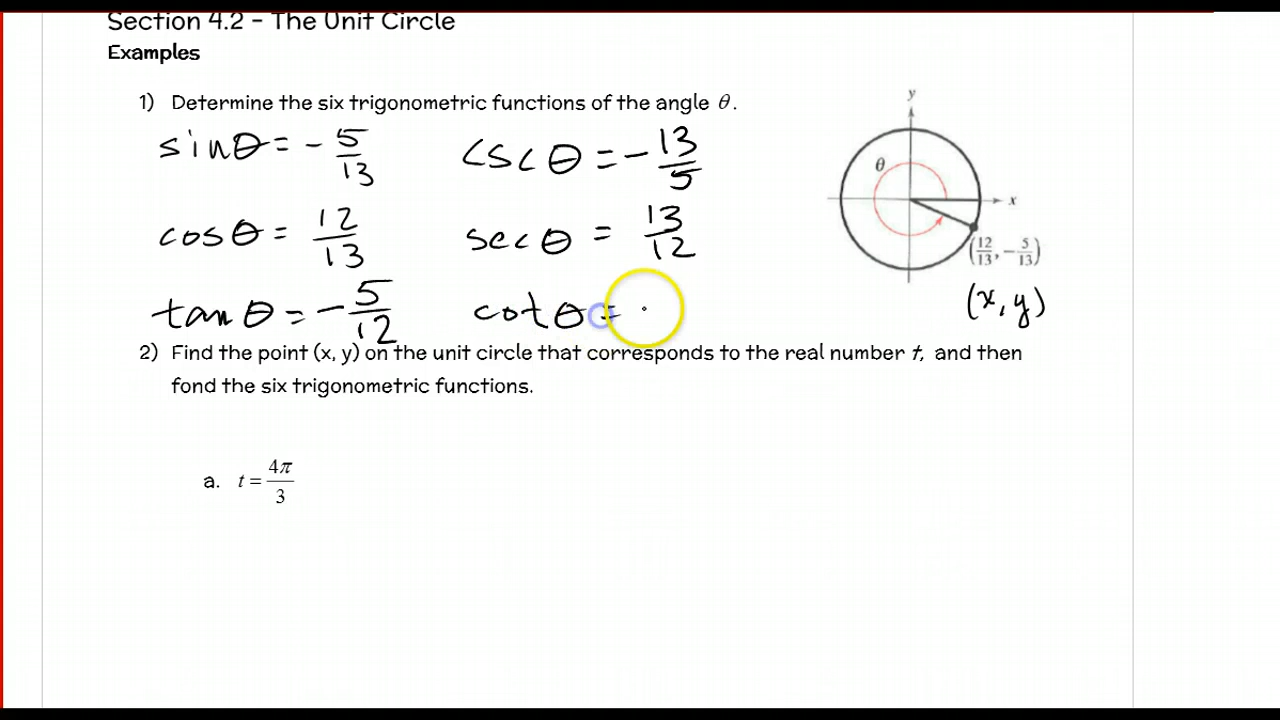 Section 4.2 – The Unit Circle
Examples
1) Determine the six trigonometric functions of the angle θ.
sinθ = - 5/13
cscθ = - 13/5
cosθ = 12/13
secθ = 13/12
tanθ = - 5/12
cotθ =
y
θ
x
(12/13, -5/13)
(x, y)
2) Find the point (x, y) on the unit circle that corresponds to the real number t, and then
fond the six trigonometric functions.
a. t = 4π/3